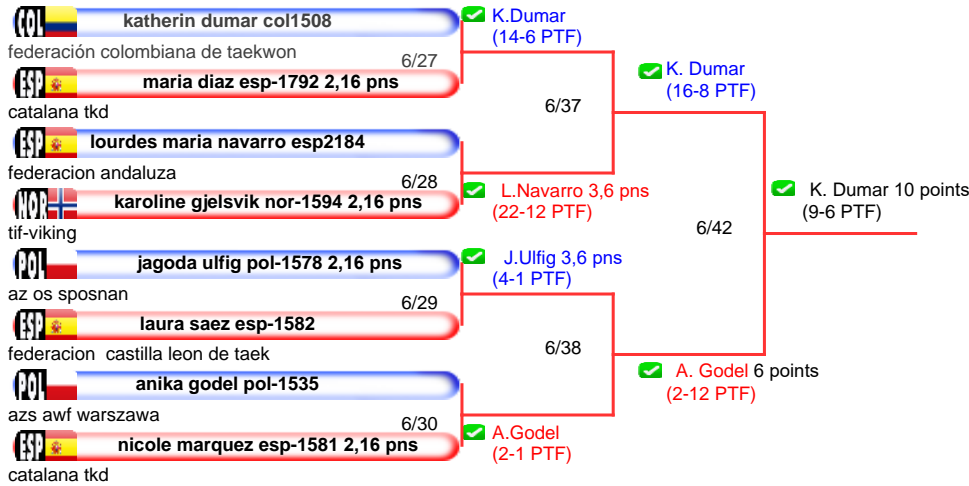 COL katherin dumar col1508
federación colombiana de taekwon
6/27
ESP maria diaz esp-1792 2,16 pns
catalana tkd
ESP lourdes maria navarro esp2184
federacion andaluza
6/28
NOR karoline gjelsvik nor-1594 2,16 pns
tif-viking
POL jagoda ulfig pol-1578 2,16 pns
az os sposnan
6/29
ESP laura saez esp-1582
federacion castilla leon de taek
POL anika godel pol-1535
azs awf warszawa
6/30
ESP nicole marquez esp-1581 2,16 pns
catalana tkd
K.Dumar
(14-6 PTF)
6/37
L.Navarro 3,6 pns
(22-12 PTF)
J.Ulfig 3,6 pns
(4-1 PTF)
6/38
A.Godel
(2-1 PTF)
K. Dumar
(16-8 PTF)
6/42
A. Godel 6 points
(2-12 PTF)
K. Dumar 10 points
(9-6 PTF)